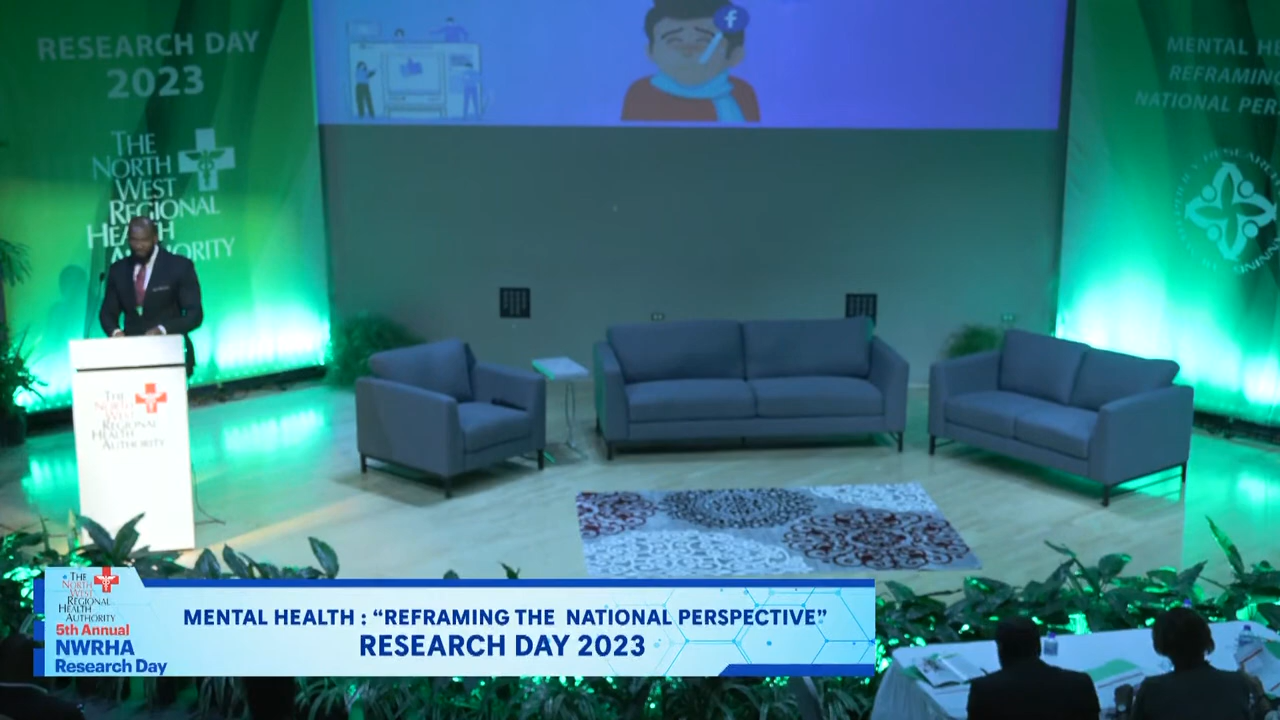 RESEARCH DAY
2023
THE
NORTH
WEST
REGIONAL
HEALTH
AUTHORITY
MENTAL
REFRAMING
NATIONAL
THE
NORTH
WEST
REGIONAL
HEALTH
AUTHORITY
THE
NORTH
WEST
REGIONAL
HEALTH
AUTHORITY
5th Annual
NWRHA
Research Day
MENTAL HEALTH : “REFRAMING THE NATIONAL PERSPECTIVE”
RESEARCH DAY 2023